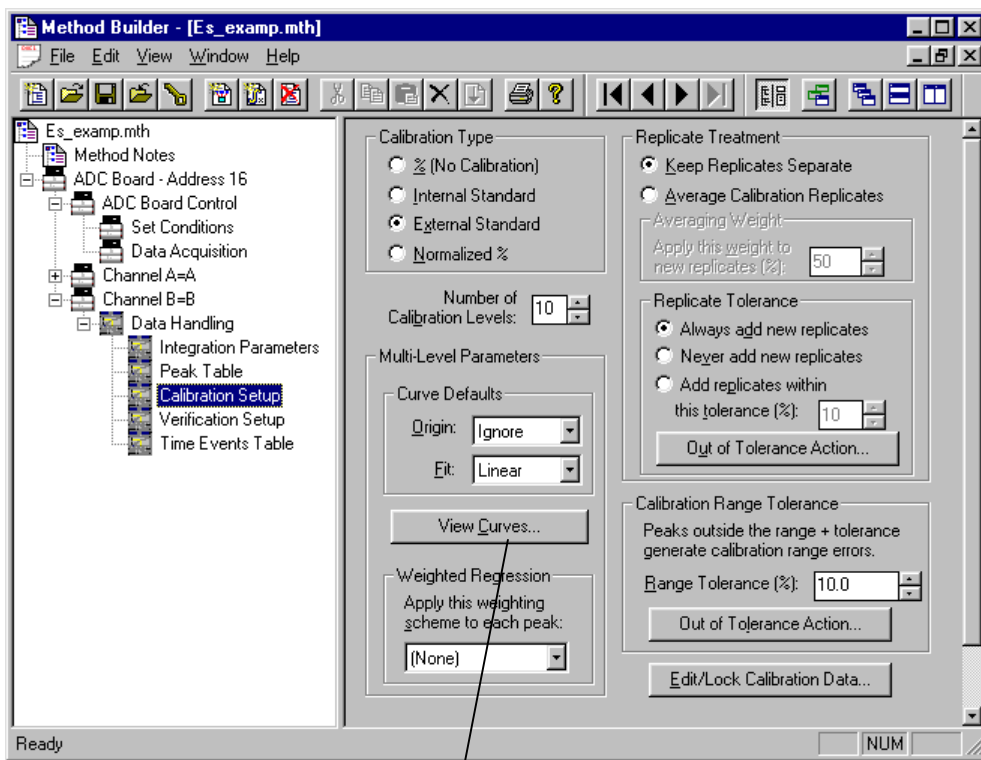 Method Builder - [Es_examp.mth]
File Edit View Window Help
Es_examp.mth
Method Notes
ADC Board - Address 16
ADC Board Control
Set Conditions
Data Acquisition
Channel A=A
Channel B=B
Data Handling
Integration Parameters
Peak Table
Calibration Setup
Verification Setup
Time Events Table
Calibration Type
% (No Calibration)
Internal Standard
External Standard
Normalized %
Number of
Calibration Levels: 10
Multi-Level Parameters
Curve Defaults
Origin: Ignore
Fit: Linear
View Curves...
Weighted Regression
Apply this weighting
scheme to each peak:
(None)
Replicate Treatment
Keep Replicates Separate
Average Calibration Replicates
Averaging Weight
Apply this weight to
new replicates (%): 50
Replicate Tolerance
Always add new replicates
Never add new replicates
Add replicates within
this tolerance (%): 10
Out of Tolerance Action...
Calibration Range Tolerance
Peaks outside the range + tolerance
generate calibration range errors.
Range Tolerance (%): 10.0
Out of Tolerance Action...
Edit/Lock Calibration Data...
Ready
NUM